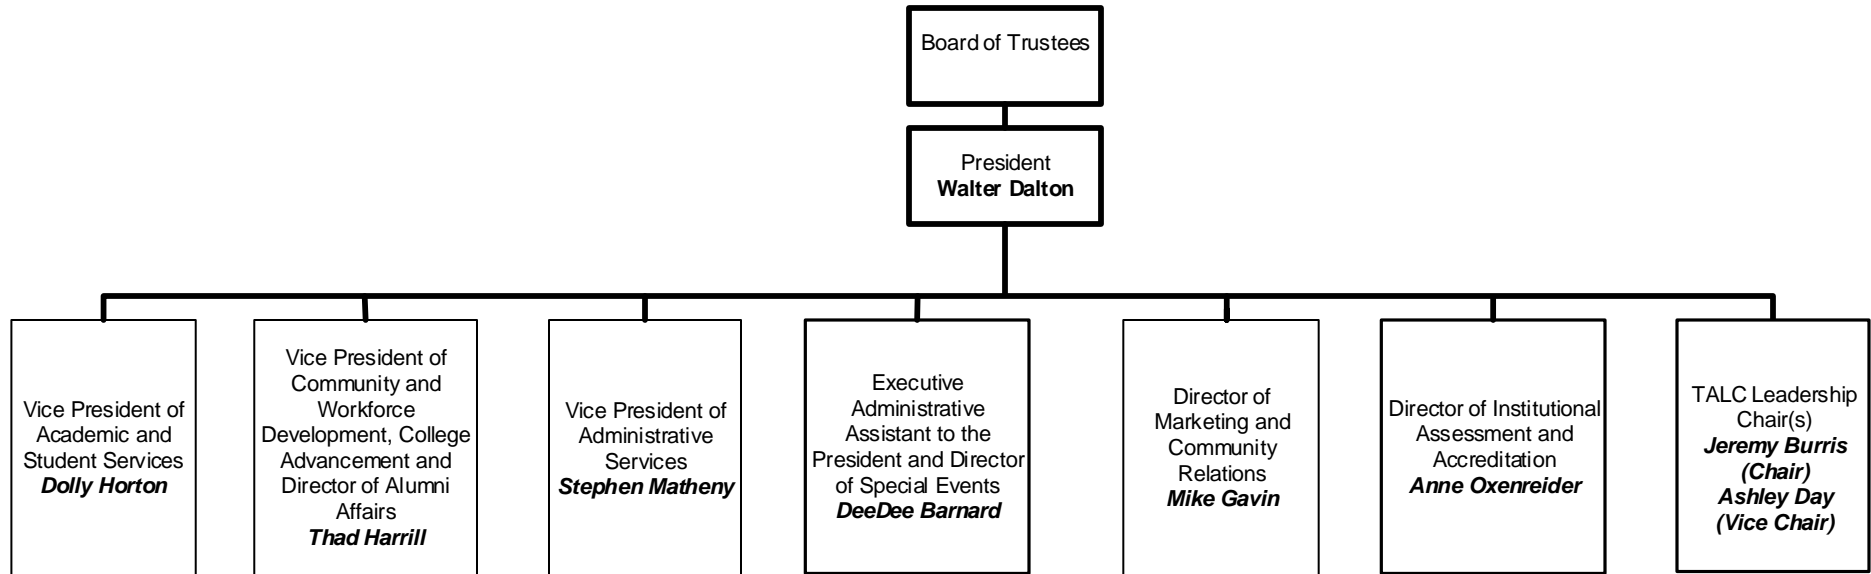 Board of Trustees
President
Walter Dalton
Vice President of
Academic and
Student Services
Dolly Horton
Vice President of
Community and
Workforce
Development, College
Advancement and
Director of Alumni
Affairs
Thad Harrill
Vice President of
Administrative
Services
Stephen Matheny
Executive
Administrative
Assistant to the
President and Director
of Special Events
DeeDee Barnard
Director of
Marketing and
Community
Relations
Mike Gavin
Director of Institutional
Assessment and
Accreditation
Anne Oxenreider
TALC Leadership
Chair(s)
Jeremy Burris
(Chair)
Ashley Day
(Vice Chair)